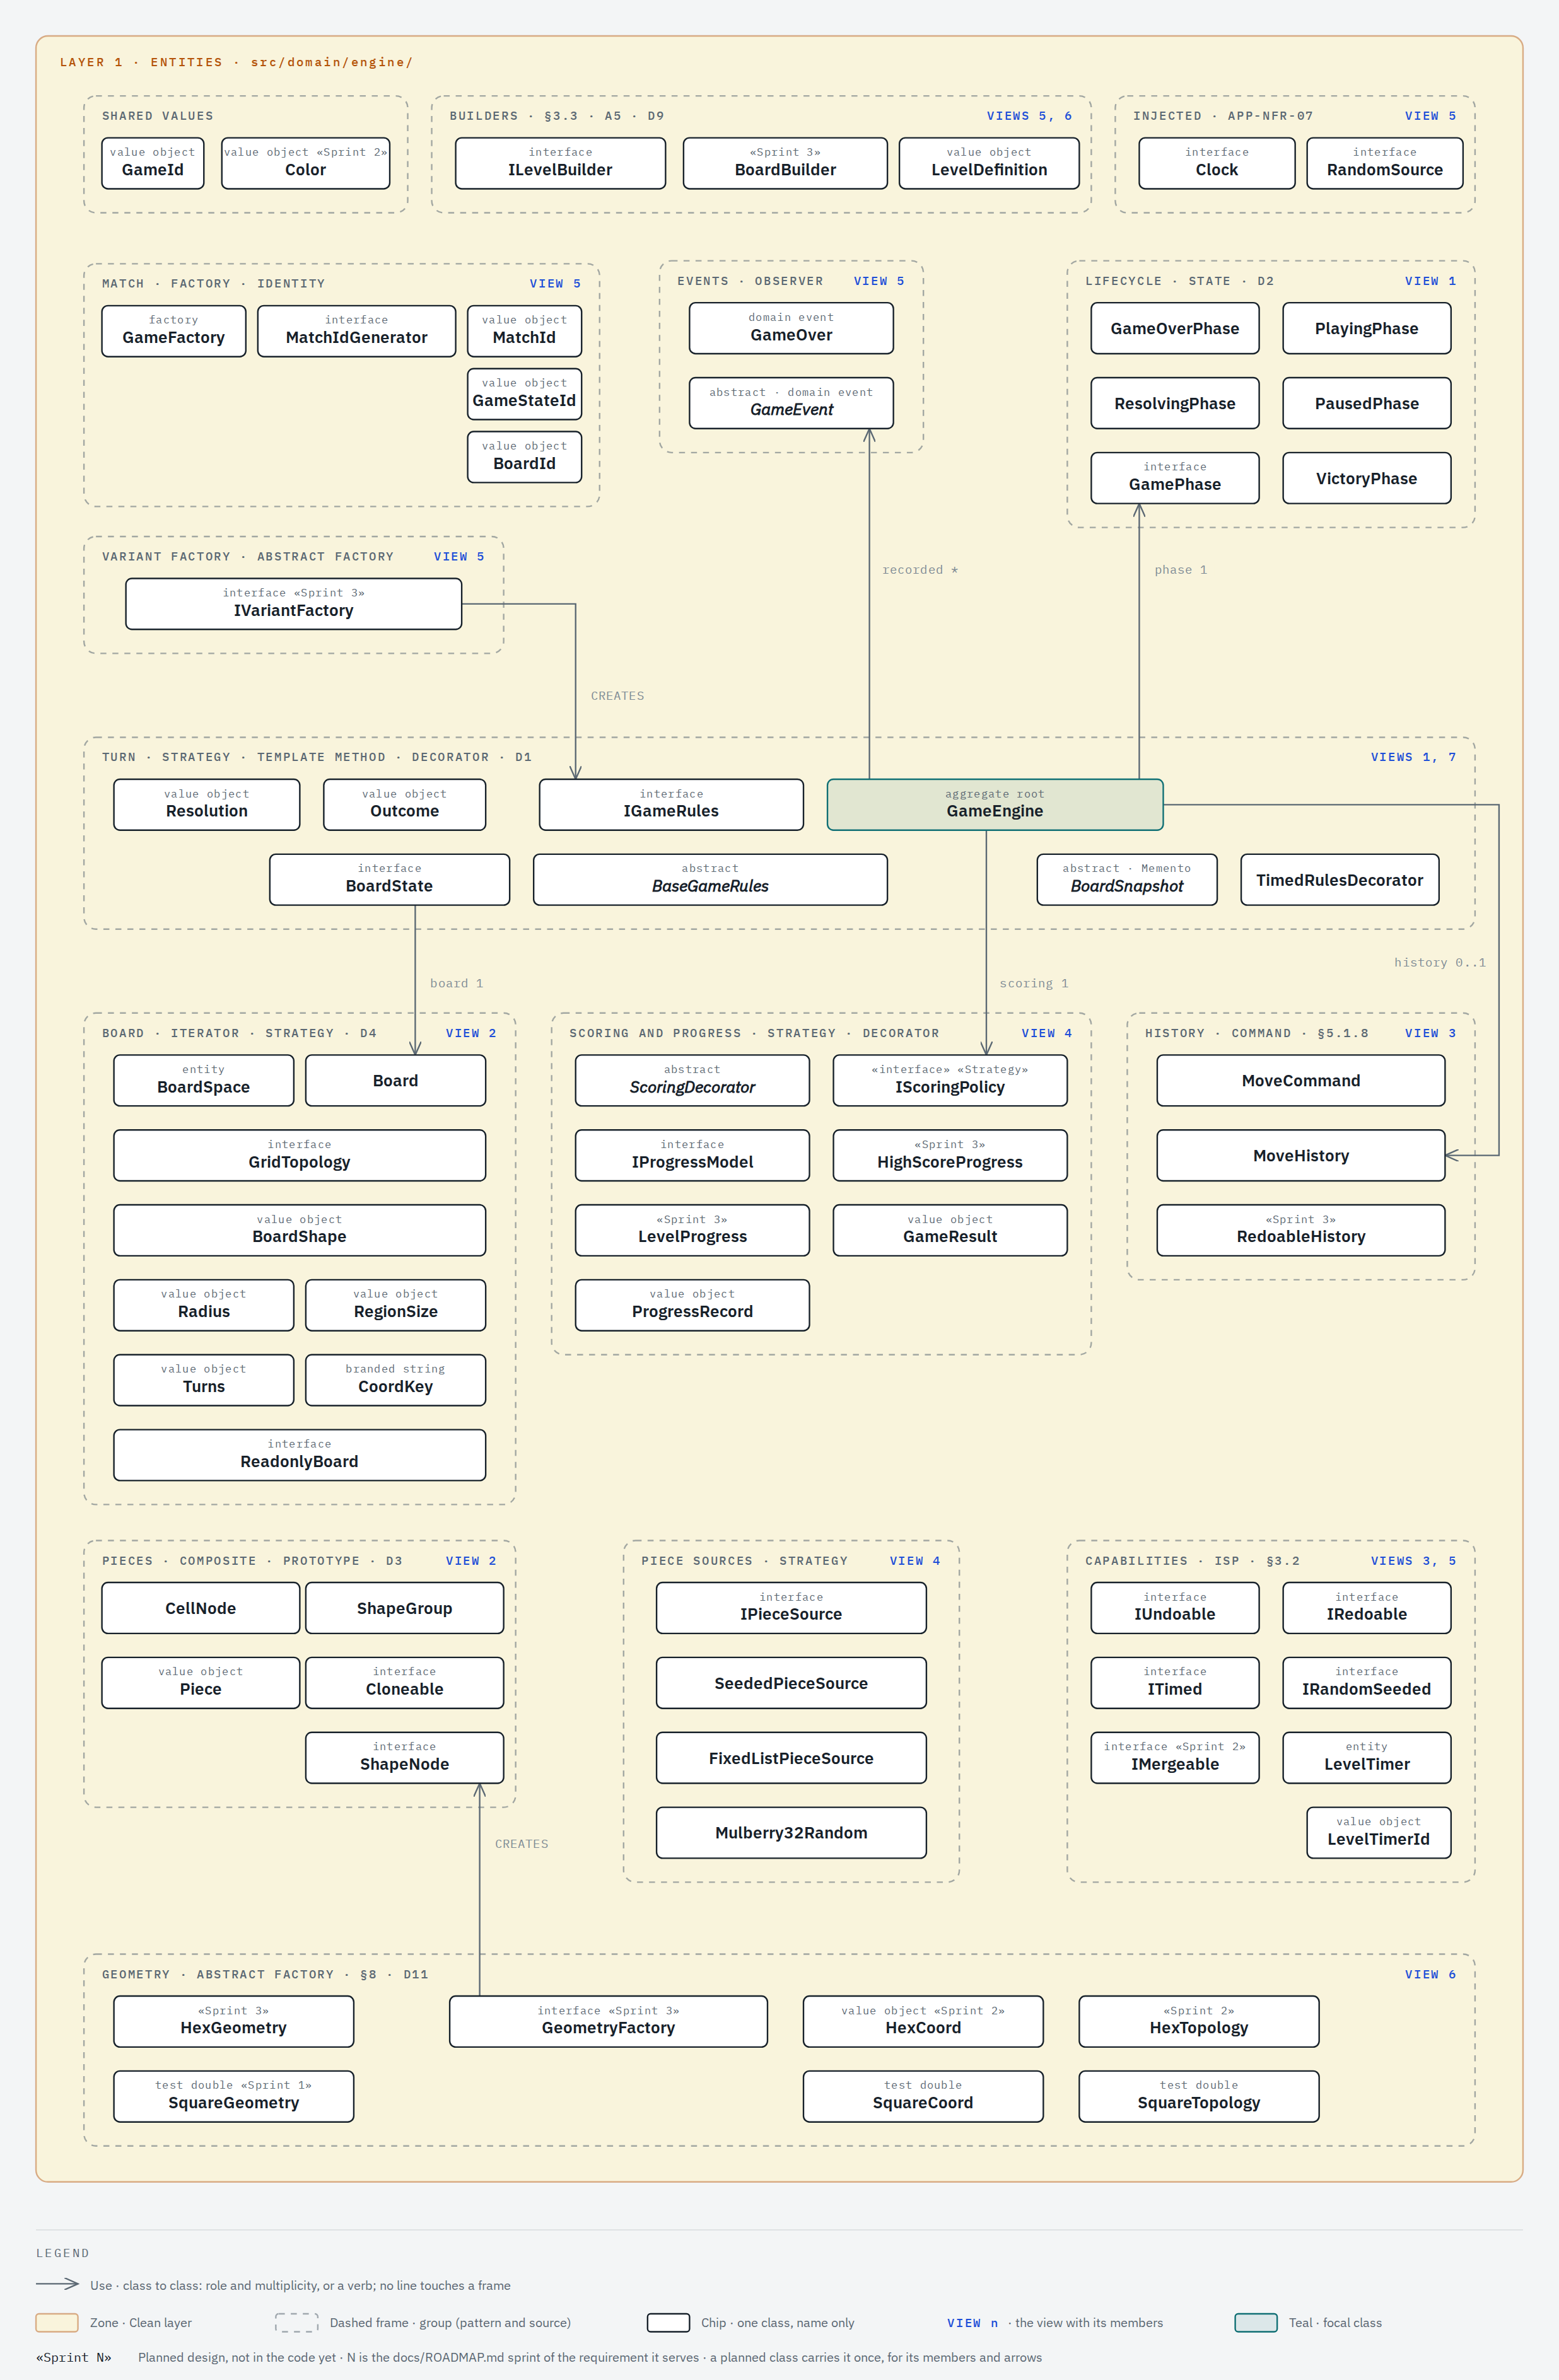 LAYER 1 · ENTITIES · src/domain/engine/
SHARED VALUES
value object
GameId
value object «Sprint 2»
Color
BUILDERS · §3.3 · A5 · D9
VIEWS 5, 6
interface
ILevelBuilder
«Sprint 3»
BoardBuilder
value object
LevelDefinition
INJECTED · APP-NFR-07
VIEW 5
interface
Clock
interface
RandomSource
MATCH · FACTORY · IDENTITY
VIEW 5
factory
GameFactory
interface
MatchIdGenerator
value object
MatchId
value object
GameStateId
value object
BoardId
EVENTS · OBSERVER
VIEW 5
domain event
GameOver
abstract · domain event
GameEvent
LIFECYCLE · STATE · D2
VIEW 1
GameOverPhase
PlayingPhase
ResolvingPhase
PausedPhase
interface
GamePhase
VictoryPhase
VARIANT FACTORY · ABSTRACT FACTORY
VIEW 5
interface «Sprint 3»
IVariantFactory
recorded *
phase 1
CREATES
TURN · STRATEGY · TEMPLATE METHOD · DECORATOR · D1
VIEWS 1, 7
value object
Resolution
value object
Outcome
interface
IGameRules
aggregate root
GameEngine
interface
BoardState
abstract
BaseGameRules
abstract · Memento
BoardSnapshot
TimedRulesDecorator
history 0..1
board 1
scoring 1
BOARD · ITERATOR · STRATEGY · D4
VIEW 2
entity
BoardSpace
Board
interface
GridTopology
value object
BoardShape
value object
Radius
value object
RegionSize
value object
Turns
branded string
CoordKey
interface
ReadonlyBoard
SCORING AND PROGRESS · STRATEGY · DECORATOR
VIEW 4
abstract
ScoringDecorator
«interface» «Strategy»
IScoringPolicy
interface
IProgressModel
«Sprint 3»
HighScoreProgress
«Sprint 3»
LevelProgress
value object
GameResult
value object
ProgressRecord
HISTORY · COMMAND · §5.1.8
VIEW 3
MoveCommand
MoveHistory
«Sprint 3»
RedoableHistory
PIECES · COMPOSITE · PROTOTYPE · D3
VIEW 2
CellNode
ShapeGroup
value object
Piece
interface
Cloneable
interface
ShapeNode
PIECE SOURCES · STRATEGY
VIEW 4
interface
IPieceSource
SeededPieceSource
FixedListPieceSource
Mulberry32Random
CAPABILITIES · ISP · §3.2
VIEWS 3, 5
interface
IUndoable
interface
IRedoable
interface
ITimed
interface
IRandomSeeded
interface «Sprint 2»
IMergeable
entity
LevelTimer
value object
LevelTimerId
CREATES
GEOMETRY · ABSTRACT FACTORY · §8 · D11
VIEW 6
«Sprint 3»
HexGeometry
interface «Sprint 3»
GeometryFactory
value object «Sprint 2»
HexCoord
«Sprint 2»
HexTopology
test double «Sprint 1»
SquareGeometry
test double
SquareCoord
test double
SquareTopology
LEGEND
Use · class to class: role and multiplicity, or a verb; no line touches a frame
Zone · Clean layer
Dashed frame · group (pattern and source)
Chip · one class, name only
VIEW n · the view with its members
Teal · focal class
«Sprint N» Planned design, not in the code yet · N is the docs/ROADMAP.md sprint of the requirement it serves · a planned class carries it once, for its members and arrows